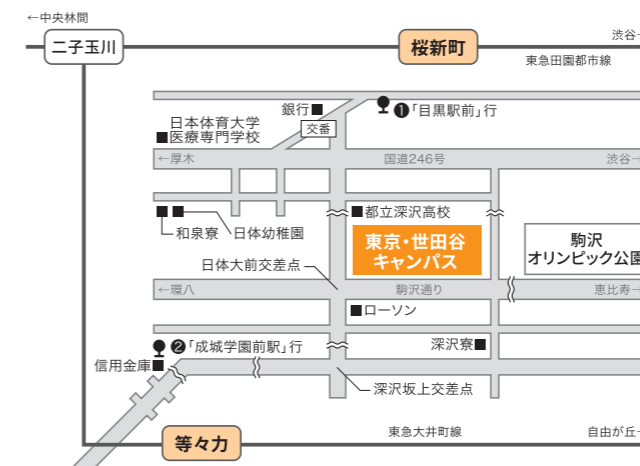 ←中央林間
二子玉川
桜新町
渋谷→
東急田園都市線
銀行■
❶「目黒駅前」行
日本体育大学
■医療専門学校
交番
←厚木
国道246号
渋谷→
■都立深沢高校
和泉寮
日体幼稚園
東京・世田谷
キャンパス
駒沢
オリンピック公園
日体大前交差点
←環八
駒沢通り
恵比寿→
■ローソン
❷「成城学園前駅」行
深沢寮■
信用金庫■
深沢坂上交差点
等々力
東急大井町線
自由が丘→